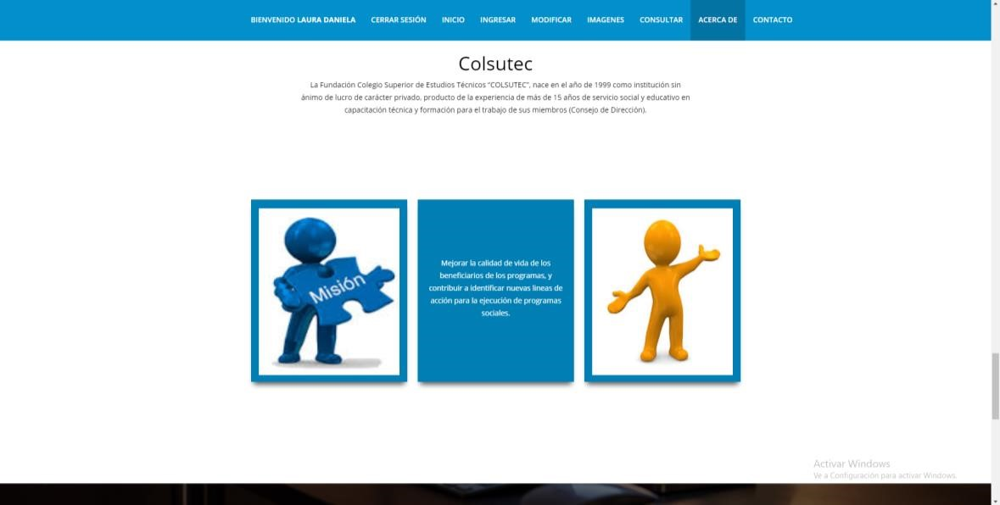 BIENVENIDO LAURA DANIELA CERRAR SESIÓN INICIO INGRESAR MODIFICAR IMAGENES CONSULTAR ACERCA DE CONTACTO
Colsutec
La Fundación Colegio Superior de Estudios Técnicos “COLSUTEC”, nace en el año de 1999 como institución sin
ánimo de lucro de carácter privado, producto de la experiencia de más de 15 años de servicio social y educativo en
capacitación técnica y formación para el trabajo de sus miembros (Consejo de Dirección).
Misión
Mejorar la calidad de vida de los
beneficiarios de los programas, y
contribuir a identificar nuevas lineas de
acción para la ejecución de programas
sociales.
Activar Windows
Ve a Configuración para activar Windows.